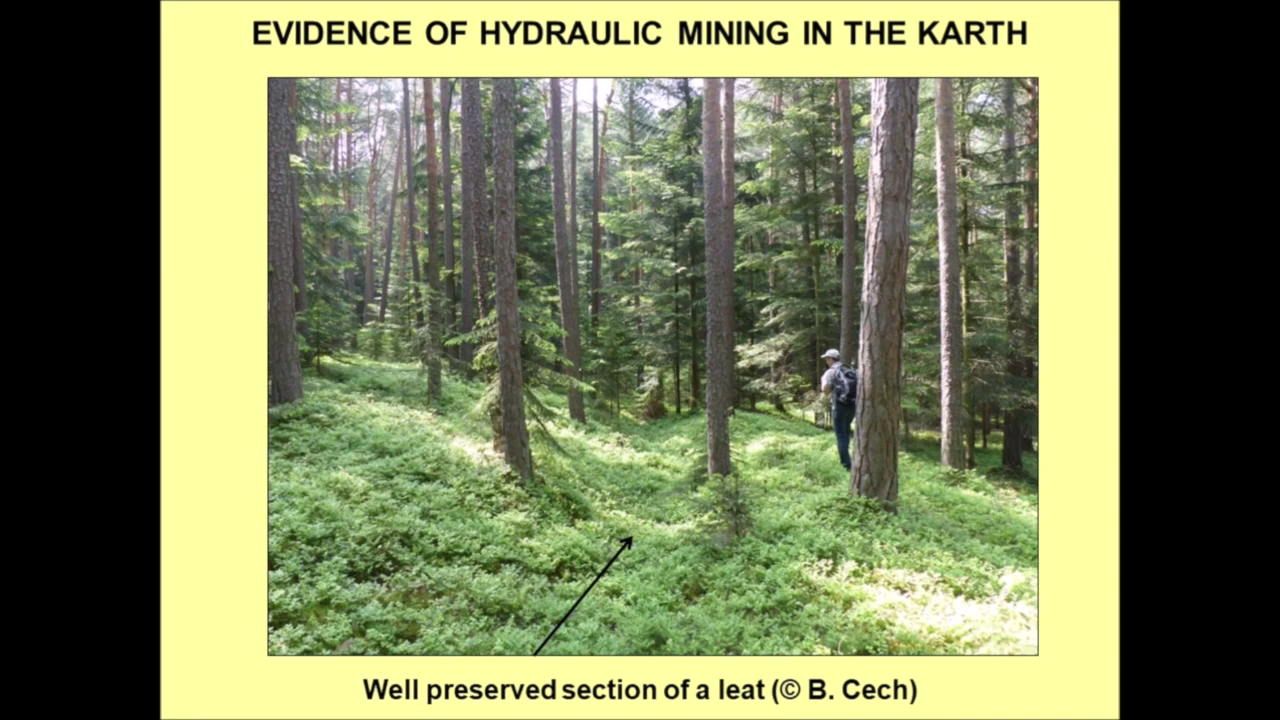 EVIDENCE OF HYDRAULIC MINING IN THE KARTH
Well preserved section of a leat (© B. Cech)